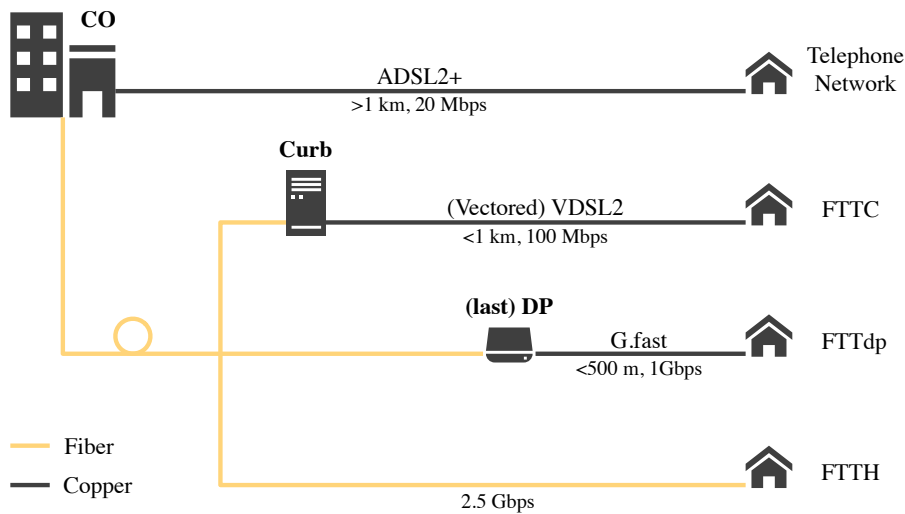 CO
ADSL2+
>1 km, 20 Mbps
Telephone
Network
Curb
(Vectored) VDSL2
<1 km, 100 Mbps
FTTC
(last) DP
G.fast
<500 m, 1Gbps
FTTdp
Fiber
Copper
2.5 Gbps
FTTH